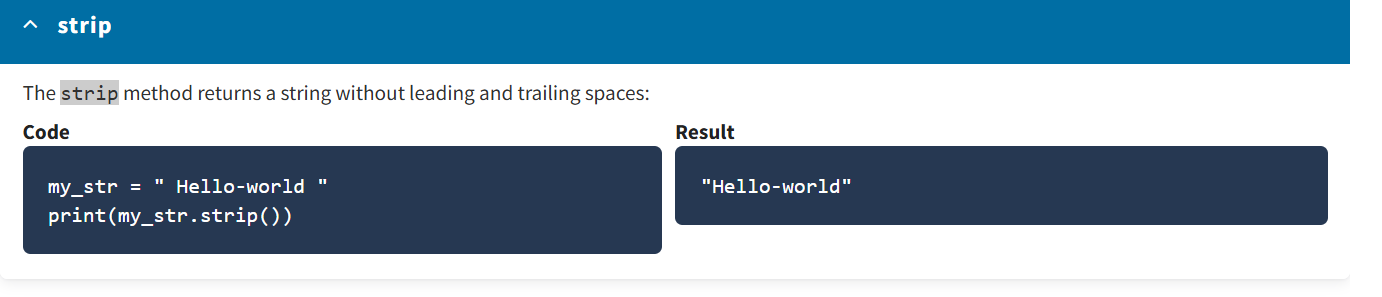 strip
The strip method returns a string without leading and trailing spaces:
Code
my_str = " Hello-world "
print(my_str.strip())
Result
"Hello-world"